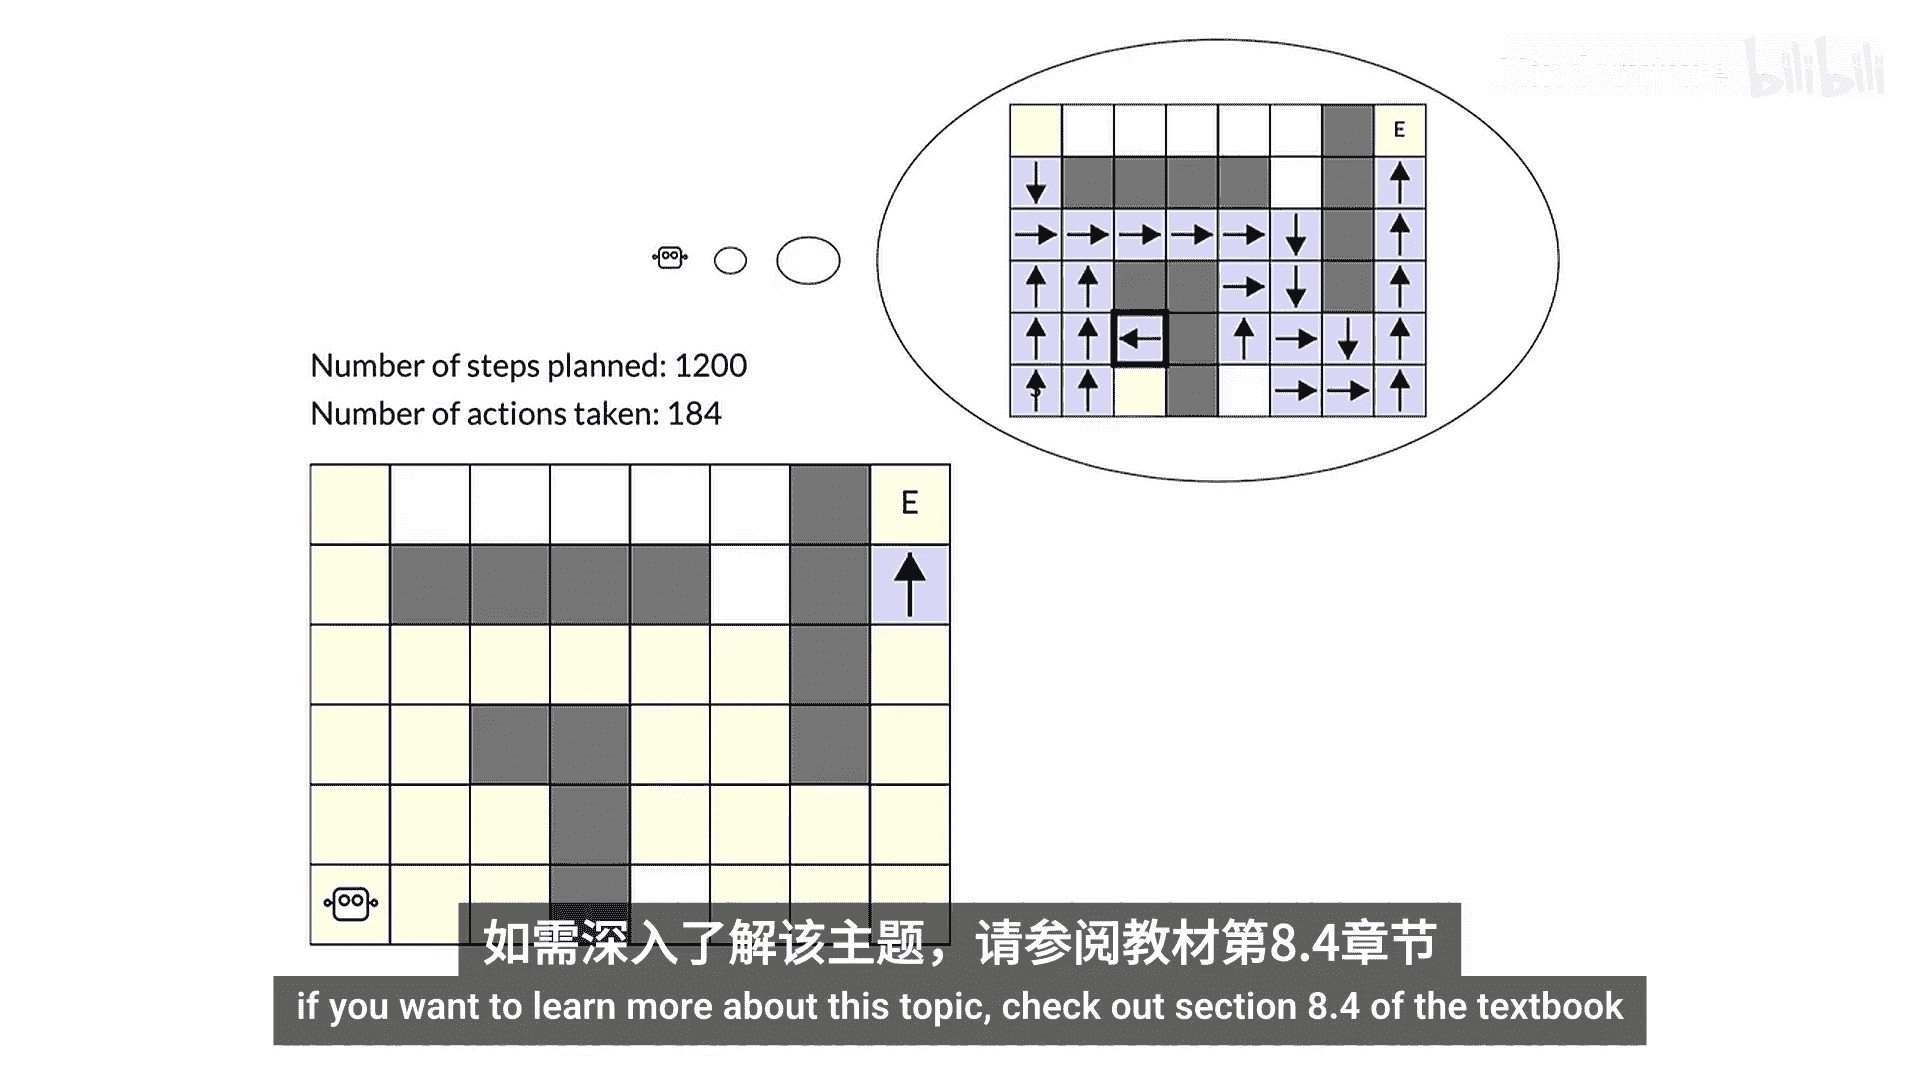 bilibili
E
Number of steps planned: 1200
Number of actions taken: 184
E
如需深入了解该主题，请参阅教材第8.4章节
if you want to learn more about this topic, check out section 8.4 of the textbook